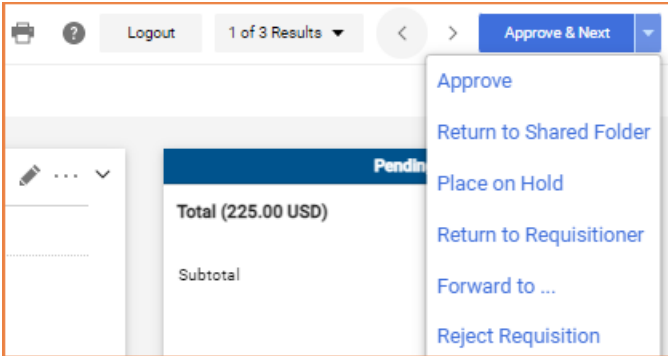 Logout
1 of 3 Results
Approve & Next
Approve
Return to Shared Folder
Place on Hold
Return to Requisitioner
Forward to ...
Reject Requisition
Total (225.00 USD)
Subtotal